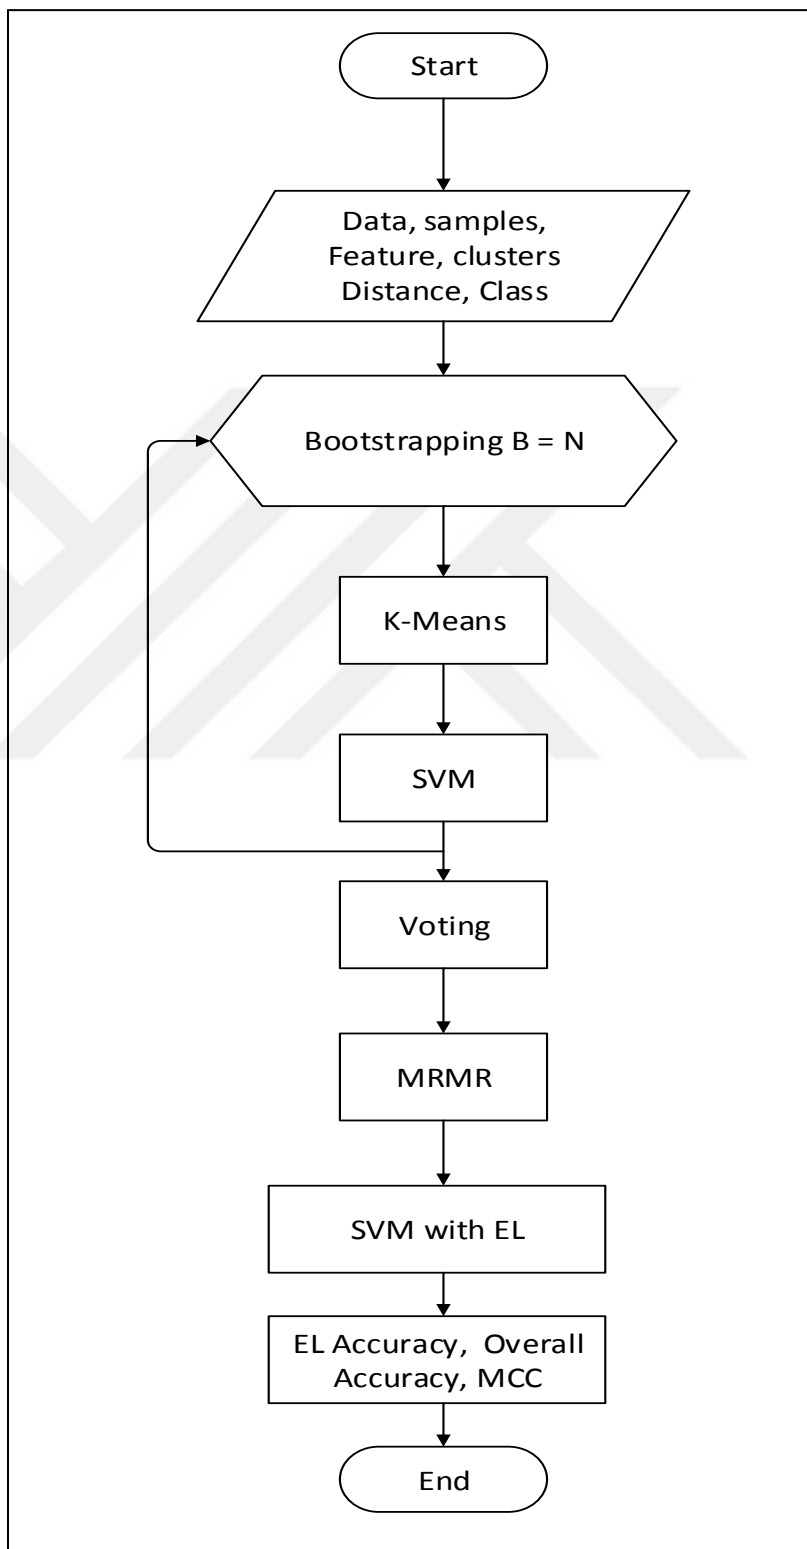 Start
Data, samples,
Feature, clusters
Distance, Class
Bootstrapping B = N
K-Means
SVM
Voting
MRMR
SVM with EL
EL Accuracy, Overall
Accuracy, MCC
End